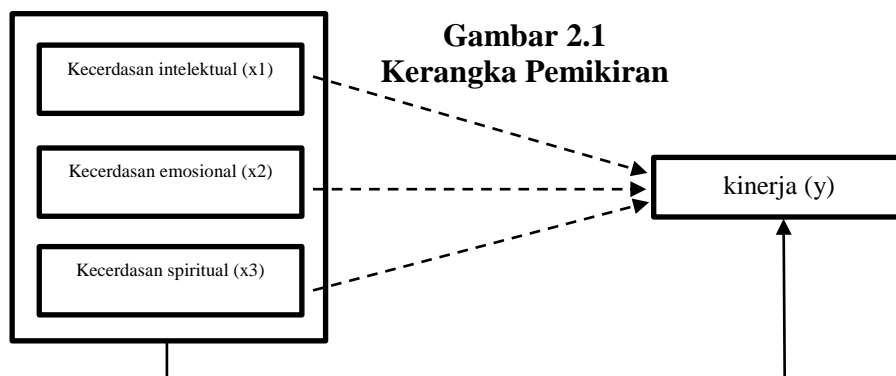 Gambar 2.1
Kerangka Pemikiran
Kecerdasan intelektual (x1)
Kecerdasan emosional (x2)
kinerja (y)
Kecerdasan spiritual (x3)